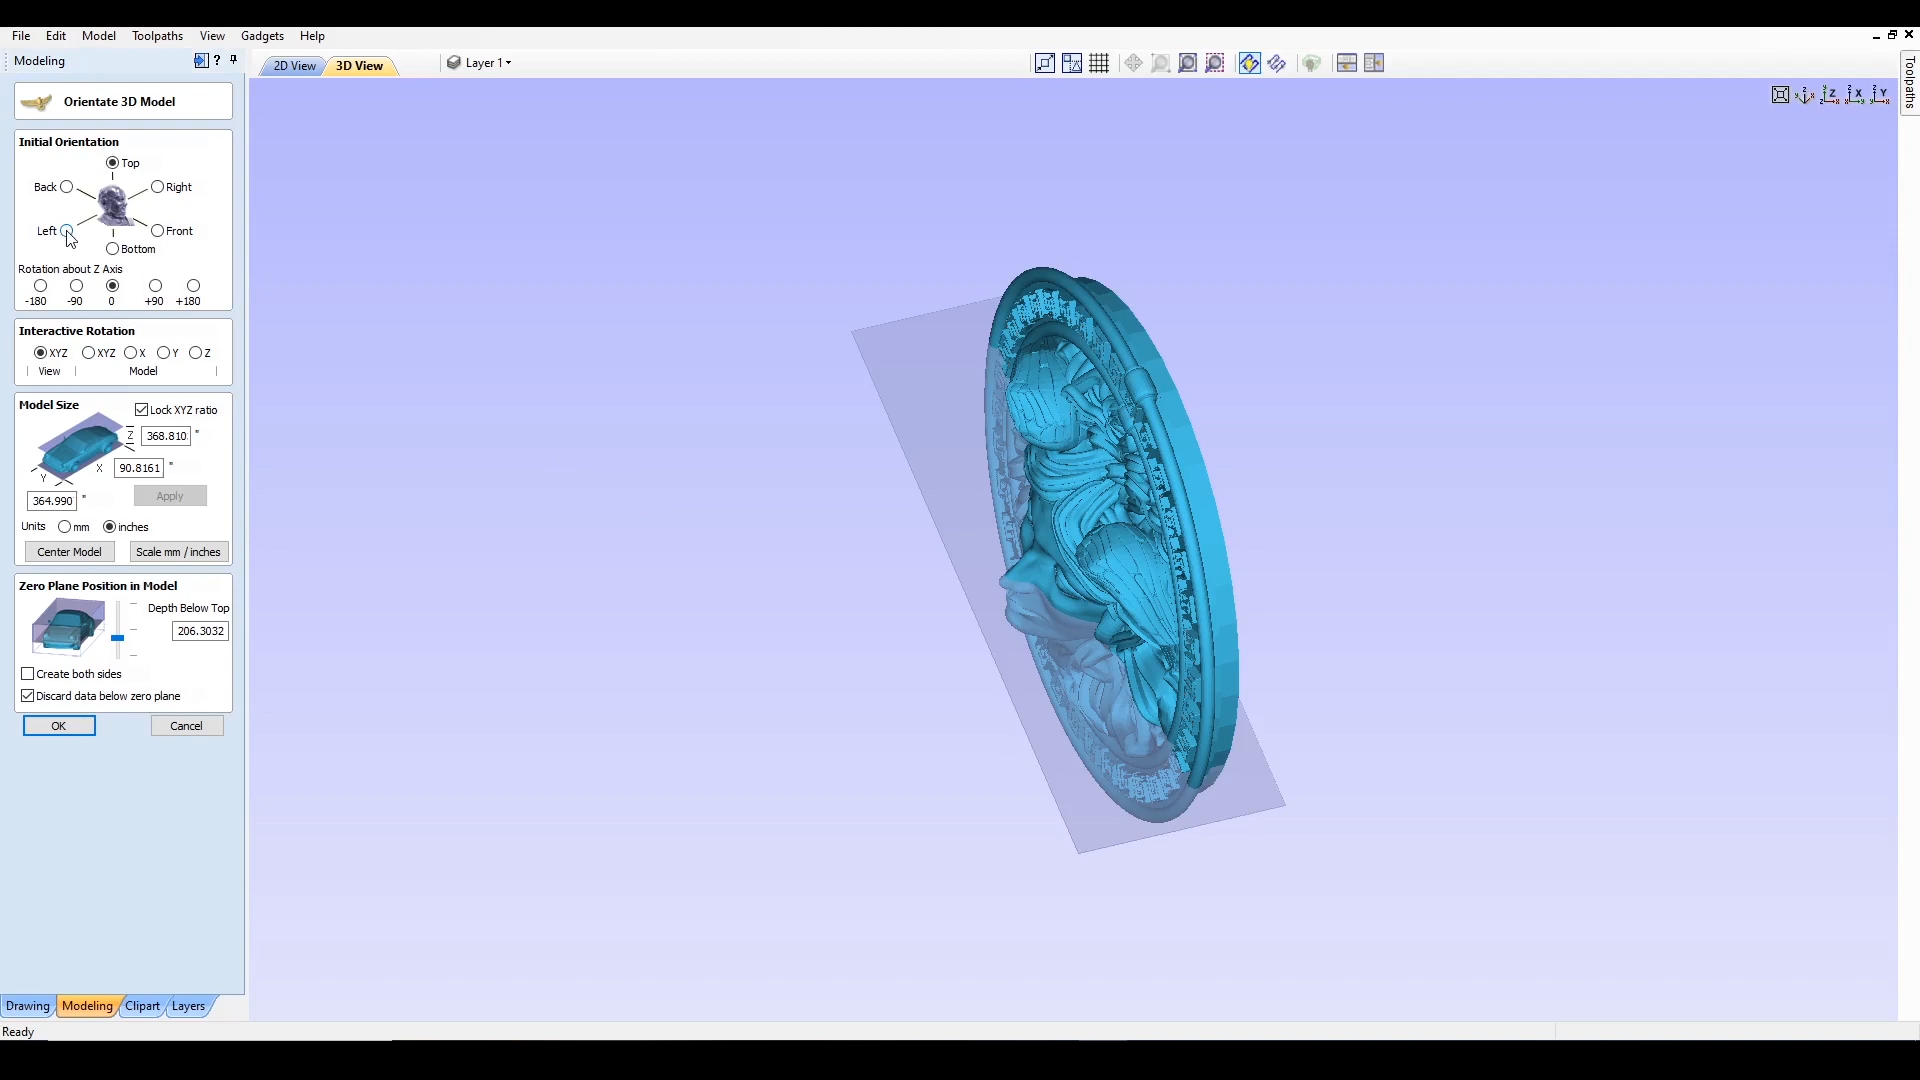 File Edit Model Toolpaths View Gadgets Help
Modeling ?
2D View 3D View Layer 1
Toolpaths
Orientate 3D Model
Initial Orientation
Top
Back Right
Left Front
Bottom
Rotation about Z Axis
-180 -90 0 +90 +180
Interactive Rotation
XYZ XYZ X Y Z
View Model
Model Size
Lock XYZ ratio
Z 368.810 "
X 90.8161 "
Y
364.990 "
Apply
Units mm inches
Center Model Scale mm / inches
Zero Plane Position in Model
Depth Below Top
206.3032
Create both sides
Discard data below zero plane
OK Cancel
Drawing Modeling Clipart Layers
Ready